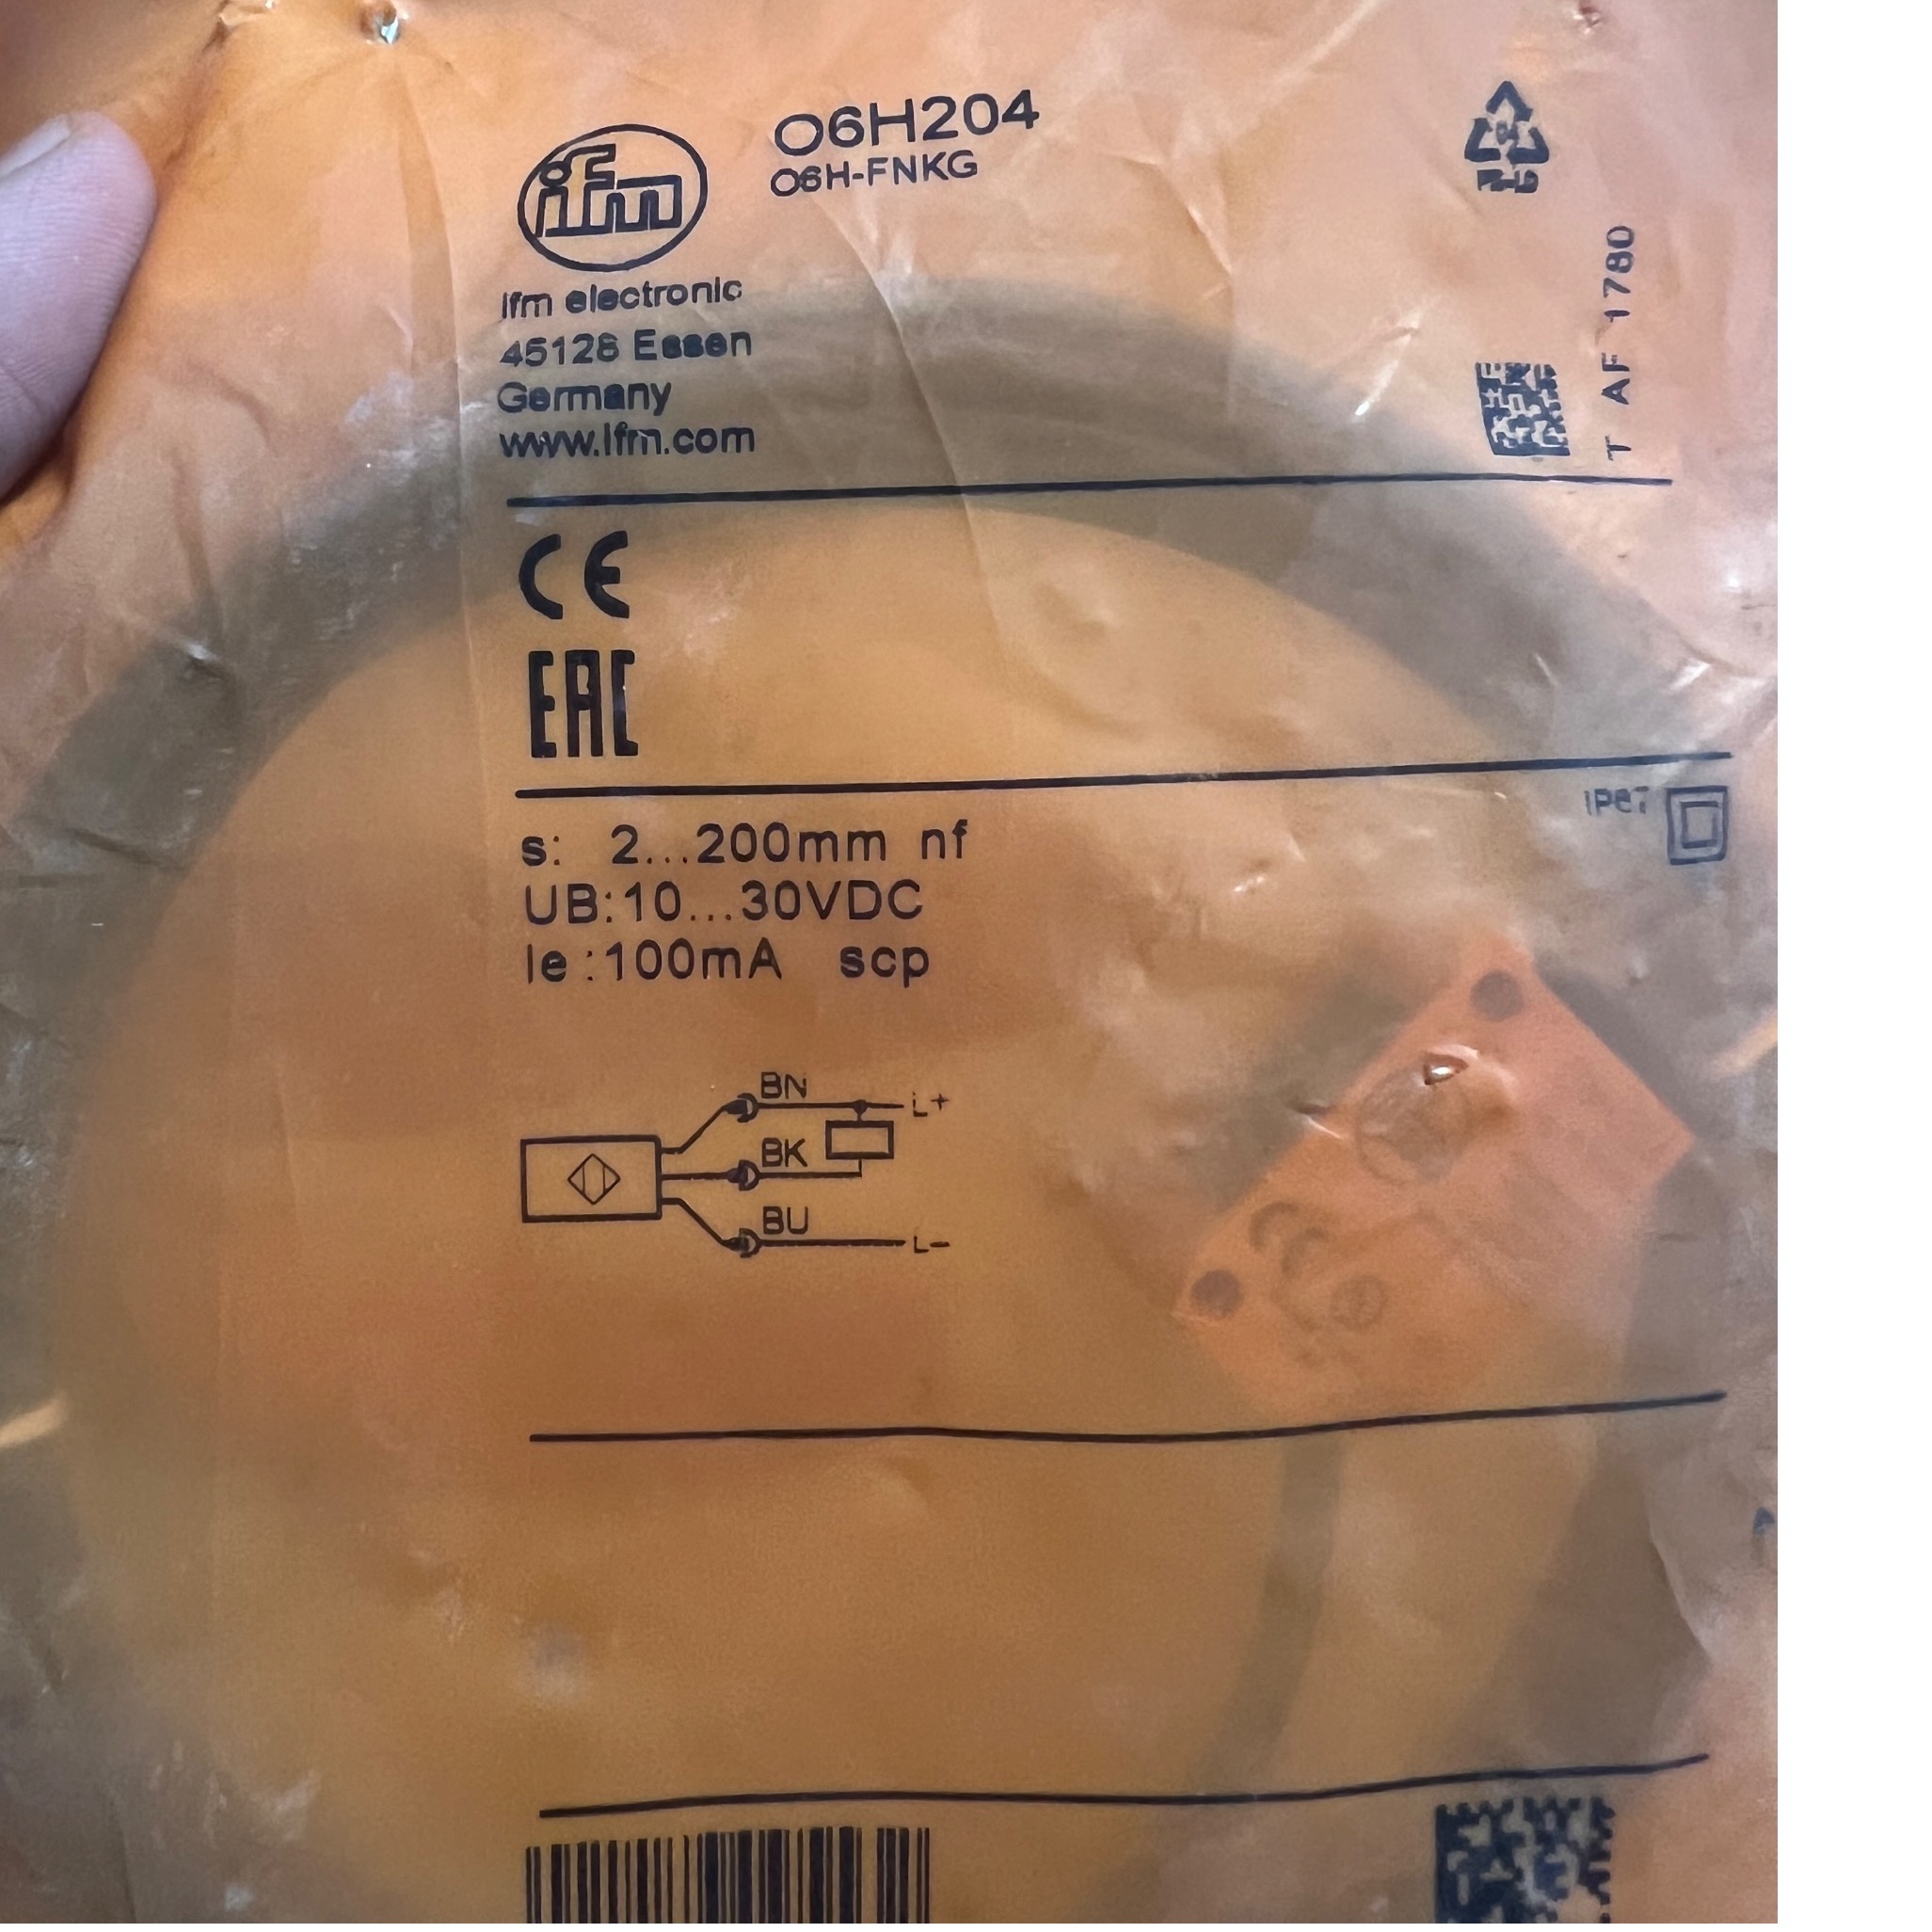 ifm
O6H204
O6H-FNKG
ifm electronic
45128 Essen
Germany
www.ifm.com
T AF 1780
CE
EAC
IP67
s: 2...200mm nf
UB:10...30VDC
Ie :100mA scp
BN
L+
BK
BU
L-